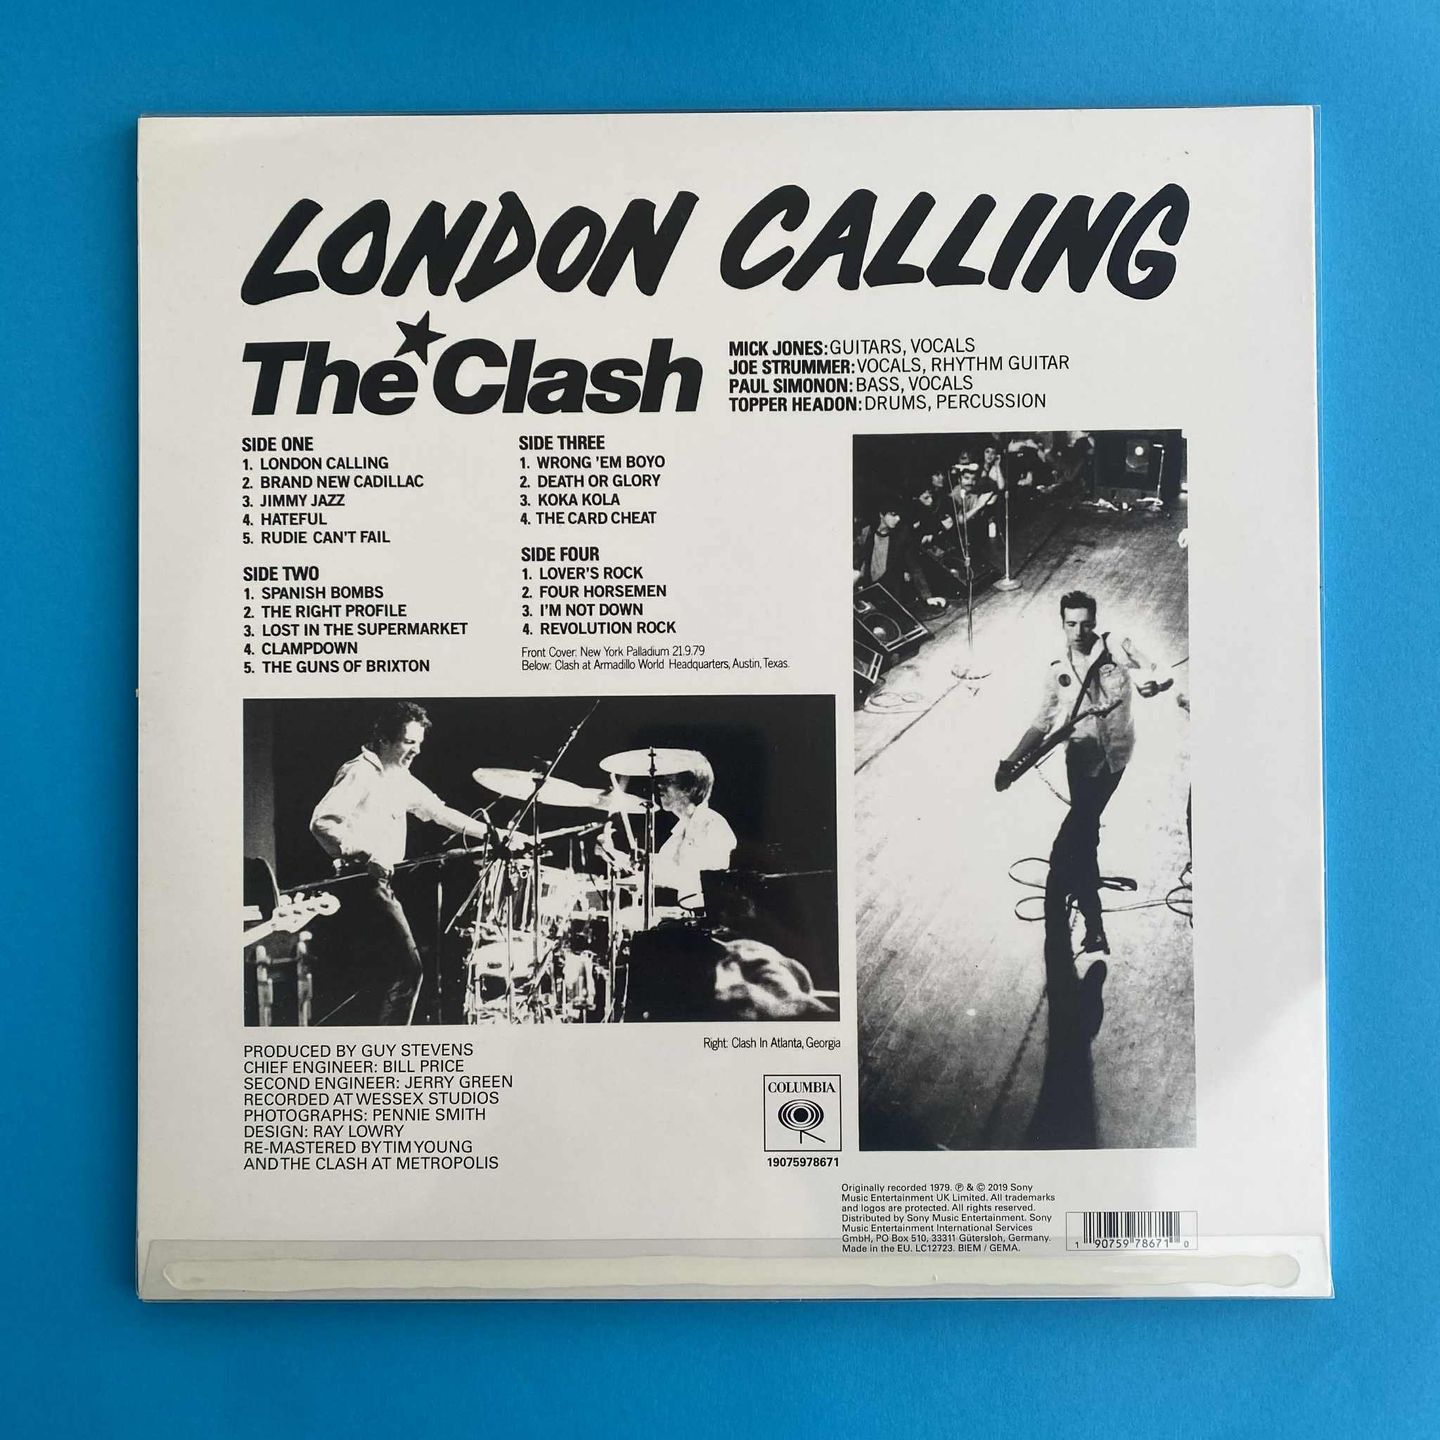 LONDON CALLING
The Clash
MICK JONES: GUITARS, VOCALS
JOE STRUMMER: VOCALS, RHYTHM GUITAR
PAUL SIMONON: BASS, VOCALS
TOPPER HEADON: DRUMS, PERCUSSION
SIDE ONE
1. LONDON CALLING
2. BRAND NEW CADILLAC
3. JIMMY JAZZ
4. HATEFUL
5. RUDIE CAN'T FAIL
SIDE TWO
1. SPANISH BOMBS
2. THE RIGHT PROFILE
3. LOST IN THE SUPERMARKET
4. CLAMPDOWN
5. THE GUNS OF BRIXTON
SIDE THREE
1. WRONG 'EM BOYO
2. DEATH OR GLORY
3. KOKA KOLA
4. THE CARD CHEAT
SIDE FOUR
1. LOVER'S ROCK
2. FOUR HORSEMEN
3. I'M NOT DOWN
4. REVOLUTION ROCK
Front Cover: New York Palladium 21.9.79
Below: Clash at Armadillo World Headquarters, Austin, Texas.
Right: Clash In Atlanta, Georgia
PRODUCED BY GUY STEVENS
CHIEF ENGINEER: BILL PRICE
SECOND ENGINEER: JERRY GREEN
RECORDED AT WESSEX STUDIOS
PHOTOGRAPHS: PENNIE SMITH
DESIGN: RAY LOWRY
RE-MASTERED BY TIM YOUNG
AND THE CLASH AT METROPOLIS
COLUMBIA
19075978671
Originally recorded 1979. ℗ & © 2019 Sony
Music Entertainment UK Limited. All trademarks
and logos are protected. All rights reserved.
Distributed by Sony Music Entertainment. Sony
Music Entertainment International Services
GmbH, PO Box 510, 33311 Gütersloh, Germany.
Made in the EU. LC12723. BIEM / GEMA.
1 90759 78671 0